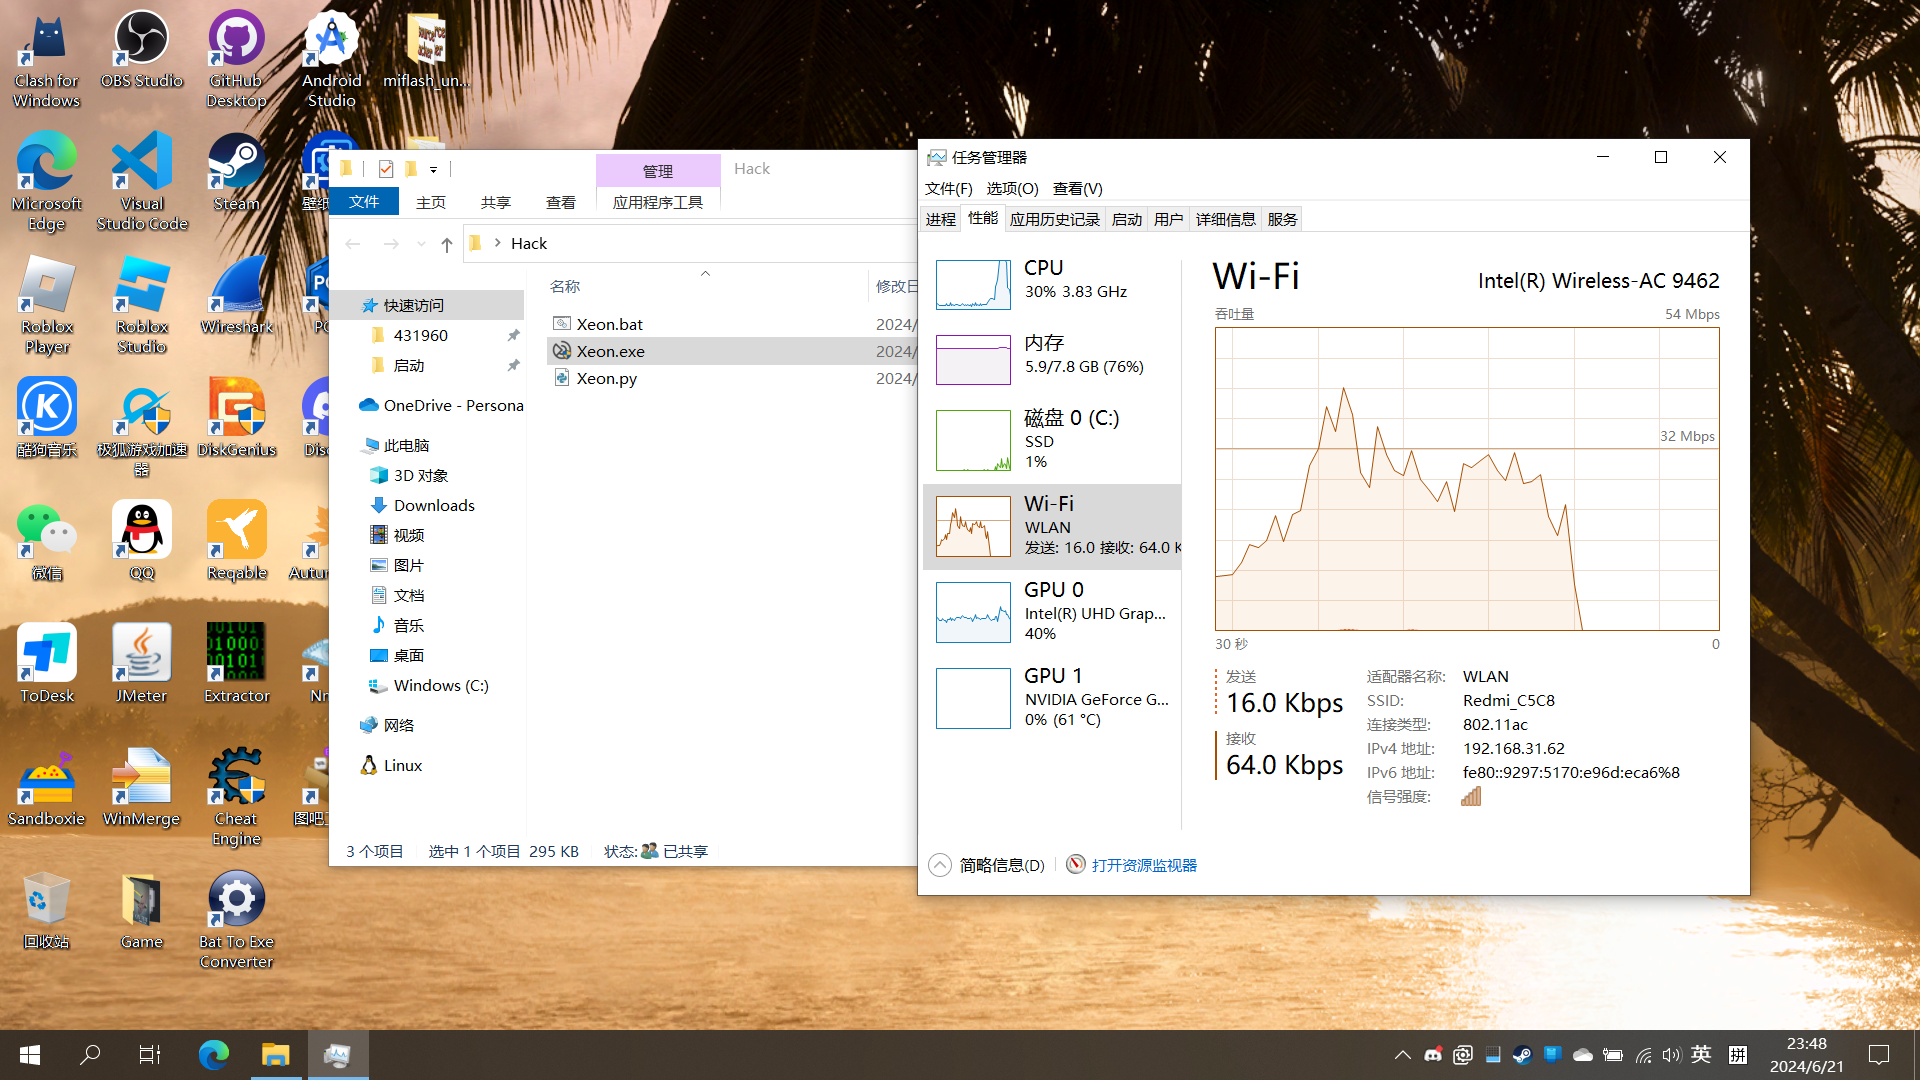 Clash for
Windows
OBS Studio
GitHub
Desktop
Android
Studio
miflash_un...
Microsoft
Edge
Visual
Studio Code
Steam
壁纸
Roblox
Player
Roblox
Studio
Wireshark
PC
酷狗音乐
极狐游戏加速
器
DiskGenius
Disc
微信
QQ
Reqable
Autur
ToDesk
JMeter
Extractor
Sandboxie
WinMerge
Cheat
Engine
图吧
回收站
Game
Bat To Exe
Converter
管理
Hack
文件
主页
共享
查看
应用程序工具
Hack
名称
修改日
快速访问
431960
启动
OneDrive - Persona
此电脑
3D 对象
Downloads
视频
图片
文档
音乐
桌面
Windows (C:)
网络
Linux
Xeon.bat
2024/
Xeon.exe
2024/
Xeon.py
2024/
3 个项目
选中 1 个项目 295 KB
状态:
已共享
任务管理器
文件(F)
选项(O)
查看(V)
进程
性能
应用历史记录
启动
用户
详细信息
服务
CPU
30% 3.83 GHz
内存
5.9/7.8 GB (76%)
磁盘 0 (C:)
SSD
1%
Wi-Fi
WLAN
发送: 16.0 接收: 64.0 K
GPU 0
Intel(R) UHD Grap...
40%
GPU 1
NVIDIA GeForce G...
0% (61 °C)
Wi-Fi
Intel(R) Wireless-AC 9462
吞吐量
54 Mbps
32 Mbps
30 秒
0
发送
16.0 Kbps
接收
64.0 Kbps
适配器名称: WLAN
SSID: Redmi_C5C8
连接类型: 802.11ac
IPv4 地址: 192.168.31.62
IPv6 地址: fe80::9297:5170:e96d:eca6%8
信号强度:
简略信息(D)
打开资源监视器
英
拼
23:48
2024/6/21